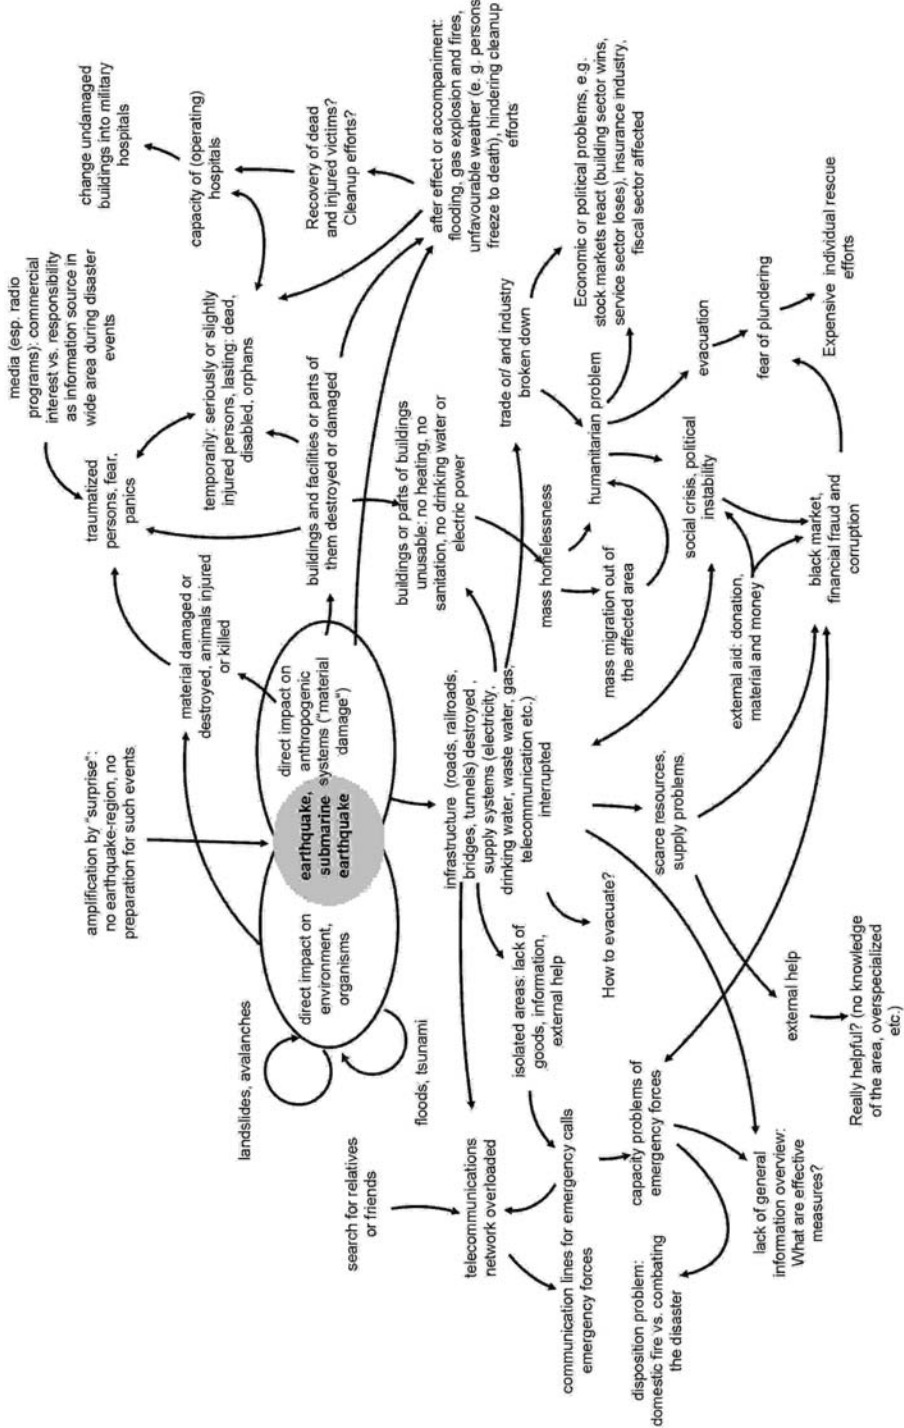 media (esp. radio
programs): commercial
interest vs. responsibility
as information source in
wide area during disaster
events
change undamaged
buildings into military
hospitals
amplification by "surprise":
no earthquake-region, no
preparation for such events
traumatized
persons, fear,
panics
capacity of (operating)
hospitals
landslides, avalanches
material damaged or
destroyed, animals injured
or killed
temporarily: seriously or slightly
injured persons, lasting: dead,
disabled, orphans
Recovery of dead
and injured victims?
Cleanup efforts?
direct impact on
environment,
organisms
earthquake,
submarine
earthquake
direct impact on
anthropogenic
systems ("material
damage")
buildings and facilities or parts of
them destroyed or damaged
floods, tsunami
after effect or accompaniment:
flooding, gas explosion and fires,
unfavourable weather (e. g. persons
freeze to death), hindering cleanup
efforts
search for relatives
or friends
buildings or parts of buildings
unusable: no heating, no
sanitation, no drinking water or
electric power
infrastructure (roads, railroads,
bridges, tunnels) destroyed ,
supply systems (electricity,
drinking water, waste water, gas,
telecommunication etc.)
interrupted
telecommunications
network overloaded
isolated areas: lack of
goods, information,
external help
trade or/ and industry
broken down
mass homelessness
communication lines for emergency calls
emergency forces
How to evacuate?
humanitarian problem
Economic or political problems, e.g.
stock markets react (building sector wins,
service sector loses), insurance industry,
fiscal sector affected
mass migration out of
the affected area
capacity problems of
emergency forces
disposition problem:
domestic fire vs. combating
the disaster
scarce resources,
supply problems
social crisis, political
instability
evacuation
external aid: donation,
material and money
fear of plundering
lack of general
information overview:
What are effective
measures?
external help
black market,
financial fraud and
corruption
Expensive individual rescue
efforts
Really helpful? (no knowledge
of the area, overspecialized
etc.)